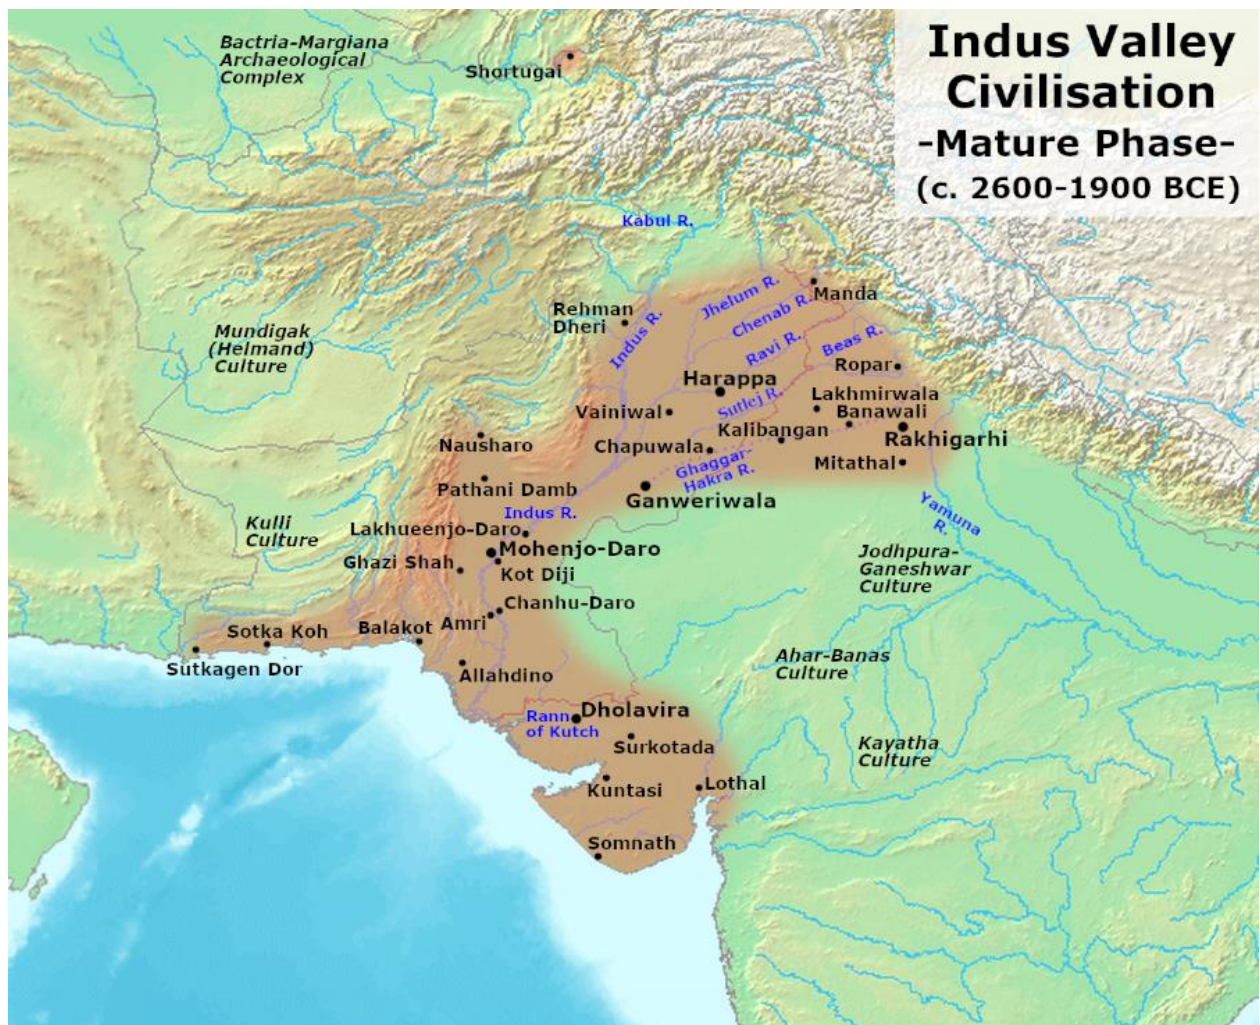 Indus Valley
Civilisation
-Mature Phase-
(c. 2600-1900 BCE)
Bactria-Margiana
Archaeological
Complex
Shortugai
Kabul R.
Manda
Jhelum R.
Rehman
Dheri
Chenab R.
Indus R.
Mundigak
(Helmand)
Culture
Ravi R.
Beas R.
Ropar
Harappa
Lakhmirwala
Sutlej R.
Vainiwal
Banawali
Kalibangan
Rakhigarhi
Nausharo
Chapuwala
Mitathal
Ghaggar-
Hakra R.
Pathani Damb
Ganweriwala
Indus R.
Yamuna
R.
Kulli
Culture
Lakhueenjo-Daro
Mohenjo-Daro
Jodhpura-
Ganeshwar
Culture
Ghazi Shah
Kot Diji
Chanhu-Daro
Amri
Sotka Koh
Balakot
Sutkagen Dor
Allahdino
Ahar-Banas
Culture
Dholavira
Rann
of Kutch
Surkotada
Kayatha
Culture
Kuntasi
Lothal
Somnath